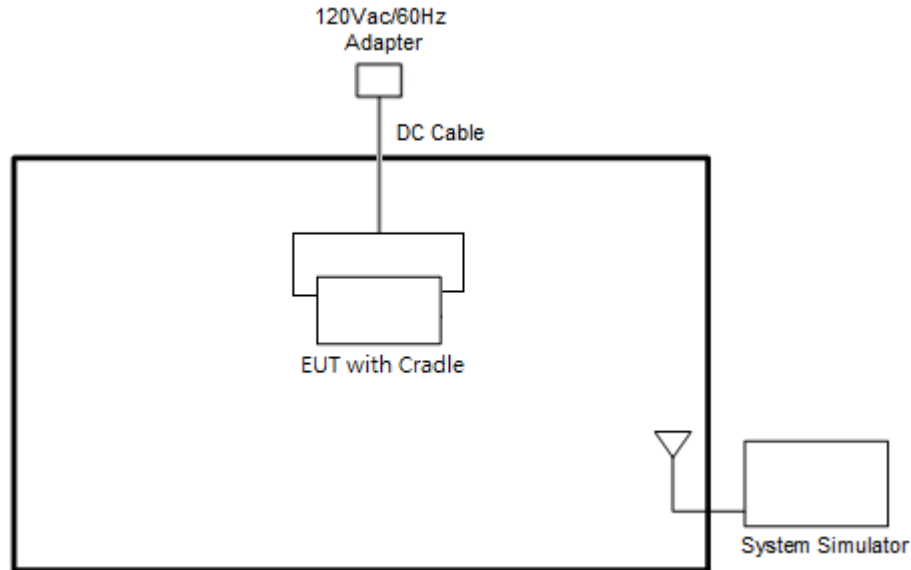 120Vac/60Hz
Adapter
DC Cable
EUT with Cradle
System Simulator